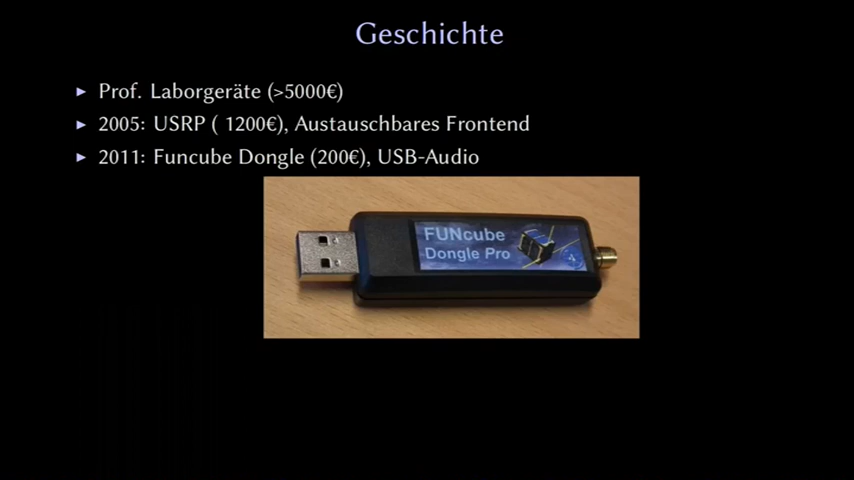 Geschichte
Prof. Laborgeräte (>5000€)
2005: USRP ( 1200€), Austauschbares Frontend
2011: Funcube Dongle (200€), USB-Audio
FUNcube
Dongle Pro